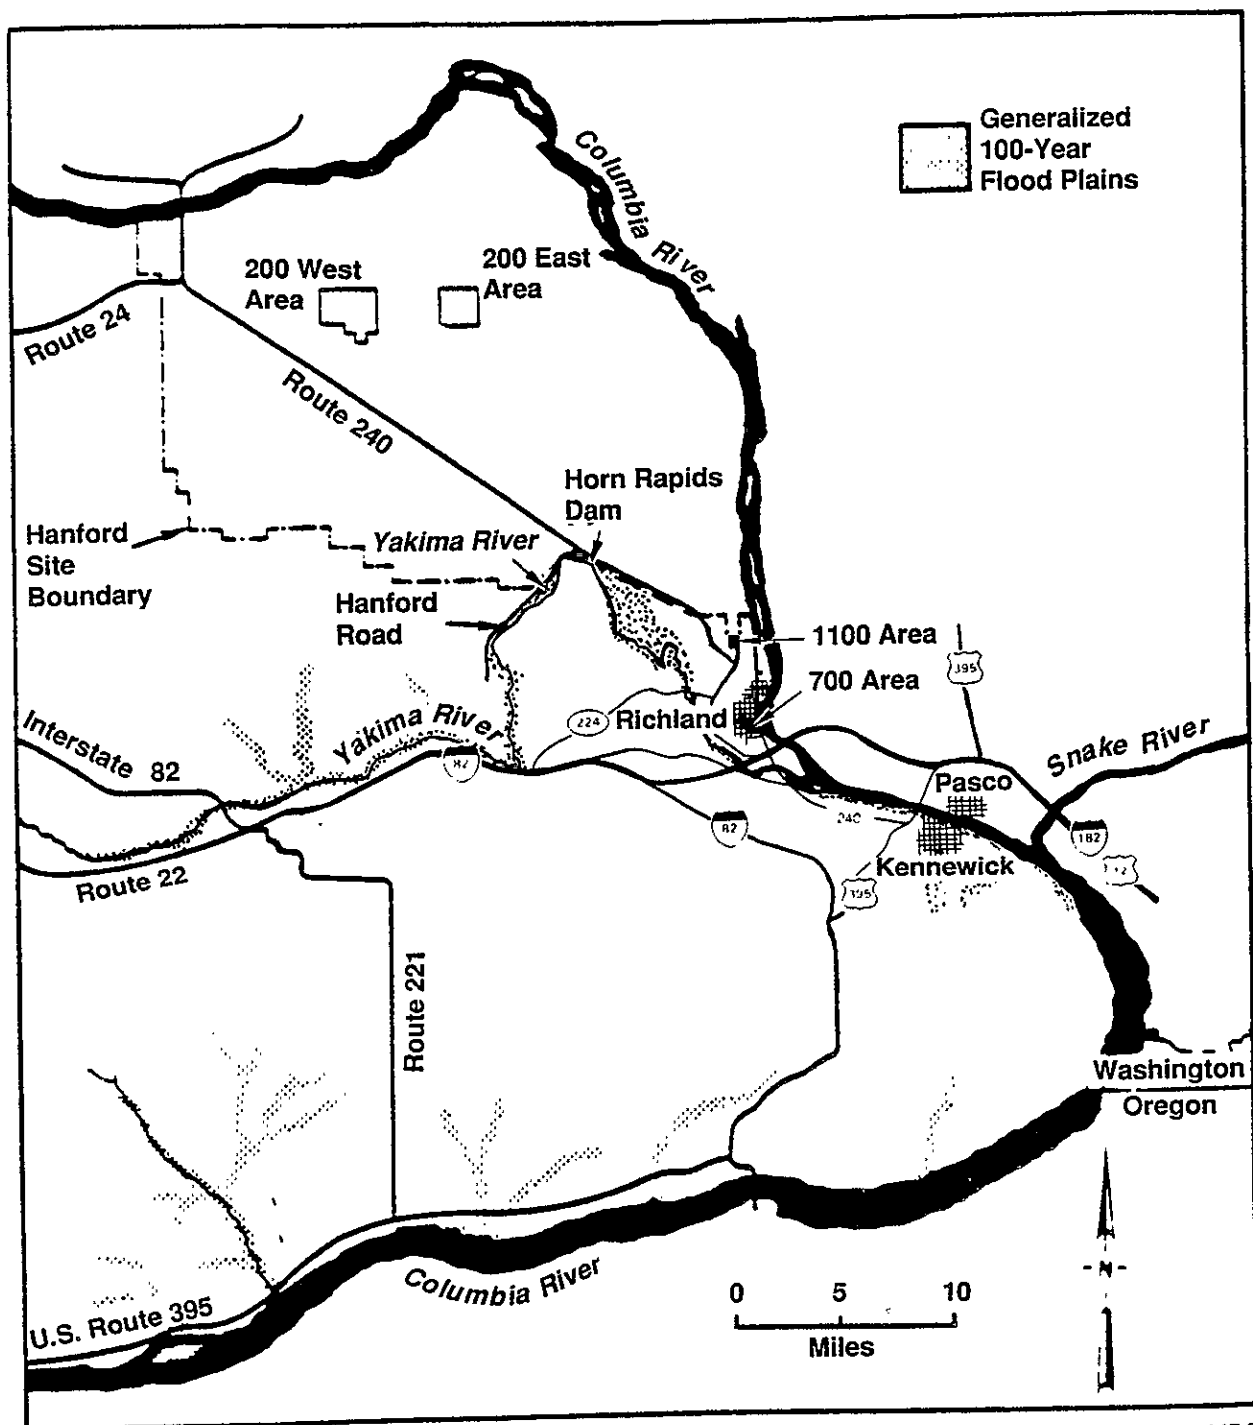 Generalized
100-Year
Flood Plains
Columbia River
200 West
Area
200 East
Area
Route 24
Route 240
Horn Rapids
Dam
Hanford
Site
Boundary
Yakima River
Hanford
Road
1100 Area
395
700 Area
224
Richland
Interstate 82
Yakima River
82
Snake River
Pasco
240
82
182
Kennewick
395
Route 22
Route 221
Washington
Oregon
Columbia River
U.S. Route 395
N
0 5 10
Miles